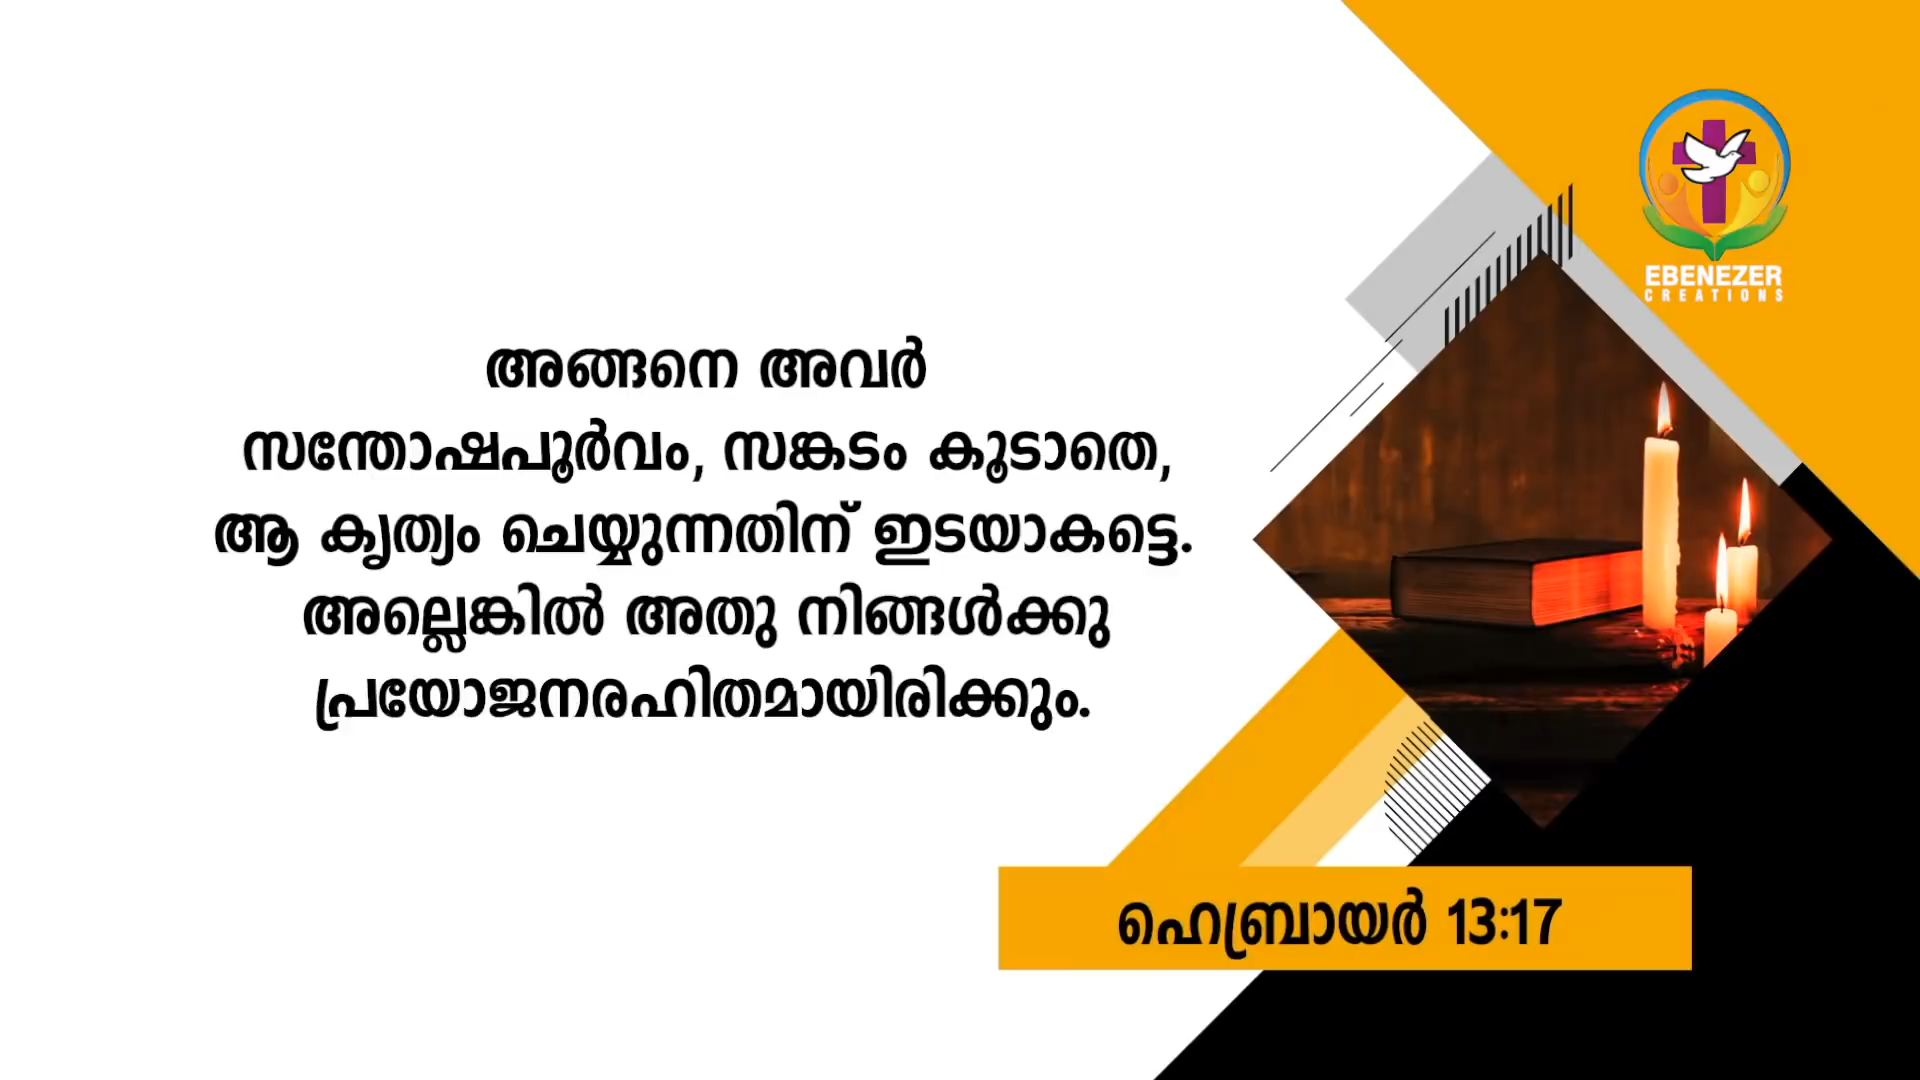 അങ്ങനെ അവർ
സന്തോഷപൂർവം, സങ്കടം കൂടാതെ,
ആ കൃത്യം ചെയ്യുന്നതിന് ഇടയാകട്ടെ.
അല്ലെങ്കിൽ അതു നിങ്ങൾക്കു
പ്രയോജനരഹിതമായിരിക്കും.
ഹെബ്രായർ 13:17
EBENEZER
CREATIONS